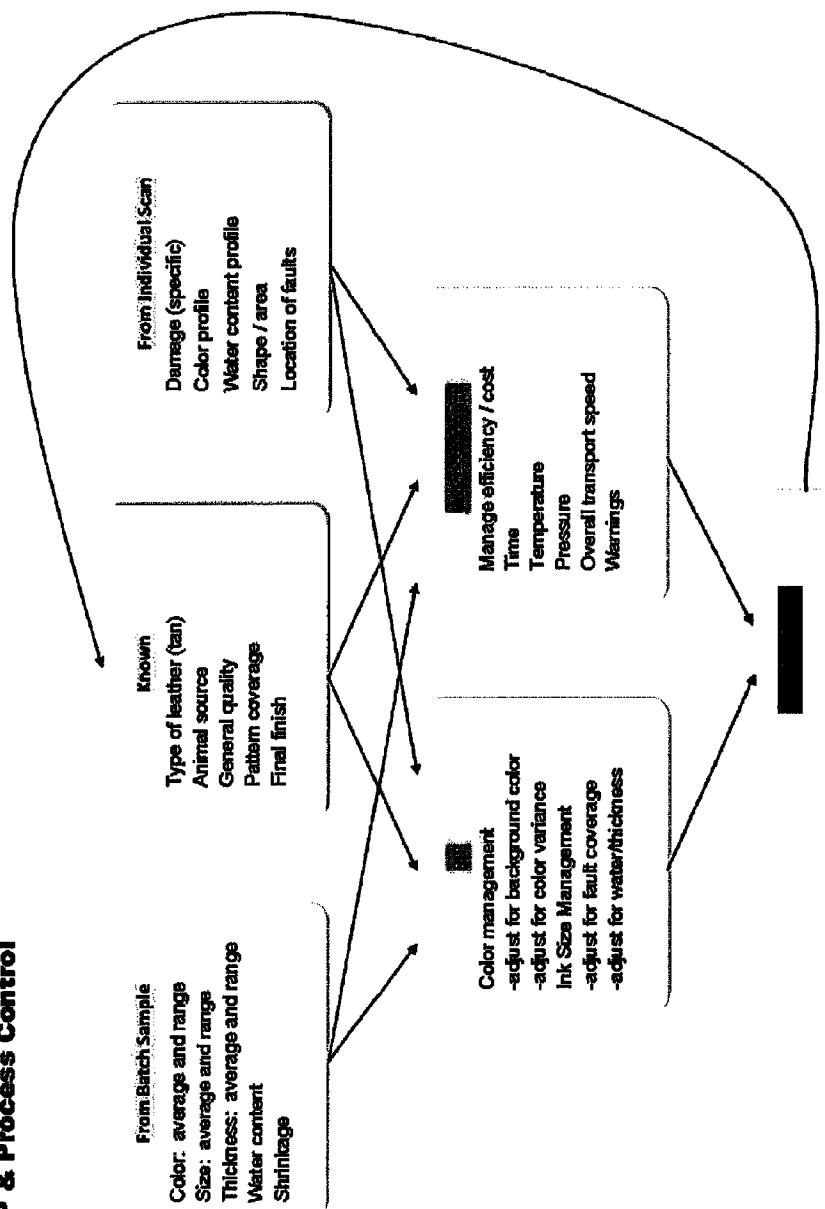 & Process Control
From Batch Sample
Color: average and range
Size: average and range
Thickness: average and range
Water content
Shrinkage
Known
Type of leather (tan)
Animal source
General quality
Pattern coverage
Final finish
From Individual Scan
Damage (specific)
Color profile
Water content profile
Shape / area
Location of faults
Color management
-adjust for background color
-adjust for color variance
Ink Size Management
-adjust for fault coverage
-adjust for water/thickness
Manage efficiency / cost
Time
Temperature
Pressure
Overall transport speed
Warnings